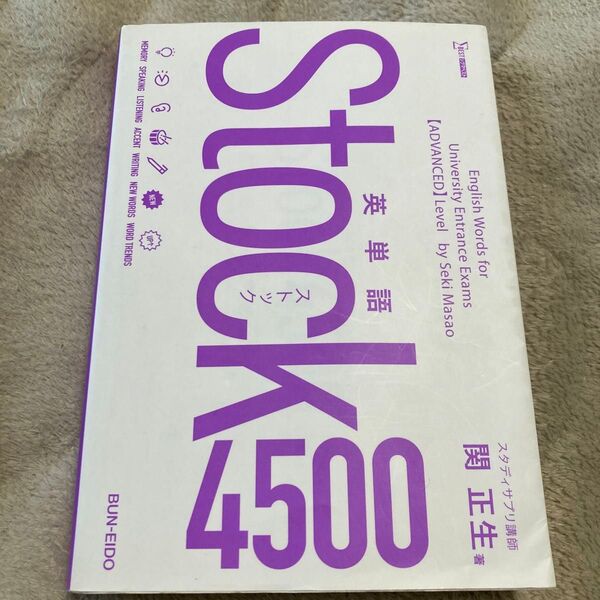 Σ BEST
English Words for
University Entrance Exams
【ADVANCED】Level by Seki Masao
Stock
英単語
ストック
4500
MEMORY SPEAKING LISTENING ACCENT WRITING NEW WORDS WORD TRENDS
スタディサプリ講師
関 正生 著
BUN-EIDO